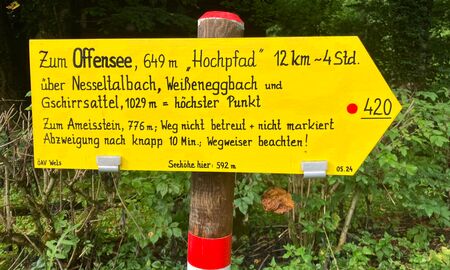 Zum Offensee, 649 m „Hochpfad" 12 km ~ 4 Std.
über Nesseltalbach, Weißeneggbach und
Gschirrsattel, 1029 m = höchster Punkt
420
Zum Ameisstein, 776 m; Weg nicht betreut + nicht markiert
Abzweigung nach knapp 10 Min.; Wegweiser beachten!
ÖAV Wels
Seehöhe hier: 592 m
05.24